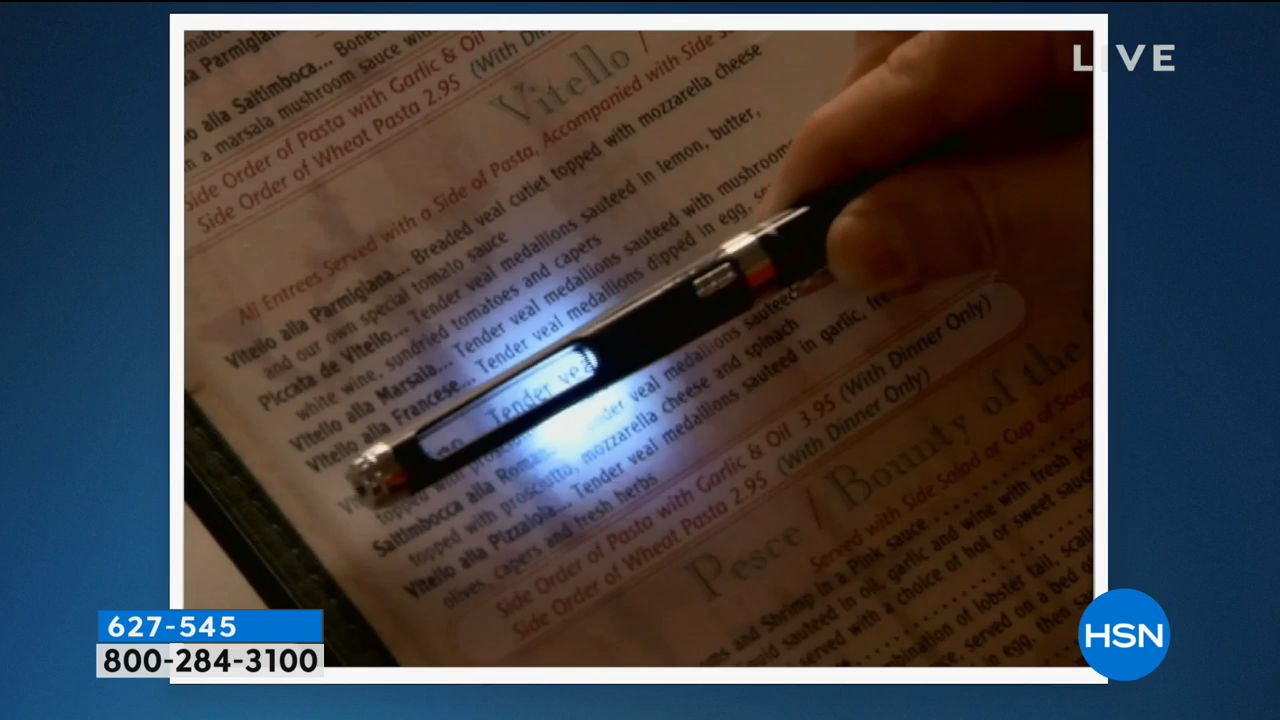 LIVE
a Parmigiana
o alla Saltimboca... Bone
n a marsala mushroom sauce
Side Order of Pasta with Garlic & Oil
Side Order of Wheat Pasta 2.95 (With
Vitello /
All Entrees Served with a Side of Pasta, Accompanied with Side
Vitello alla Parmigiana... Breaded veal cutlet topped with mozzarella cheese
and our own special tomato sauce
Piccata de Vitello... Tender veal medallions sauteed in lemon, butter,
white wine, sundried tomatoes and capers
Vitello alla Marsala... Tender veal medallions sauteed with mushrooms
Vitello alla Francese... Tender veal medallions dipped in egg,
Tender ve
topped with prosciu
Saltimbocca alla Roman der veal medallions sauteed
topped with prosciutto, mozzarella cheese and spinach
Vitello alla Pizzaiola... Tender veal medallions sauteed in garlic,
olives, capers and fresh herbs
Side Order of Pasta with Garlic & Oil 3.95 (With Dinner Only)
Side Order of Wheat Pasta 2.95 (With Dinner Only)
Pesce / Bounty of the
Served with Side Salad or Cup of Soup
and Shrimp in a Pink sauce
sauteed in oil, garlic and wine with fresh
served with a choice of hot or sweet sauce
mbination of lobster tail,
served on a bed of
in egg, then
627-545
800-284-3100
HSN